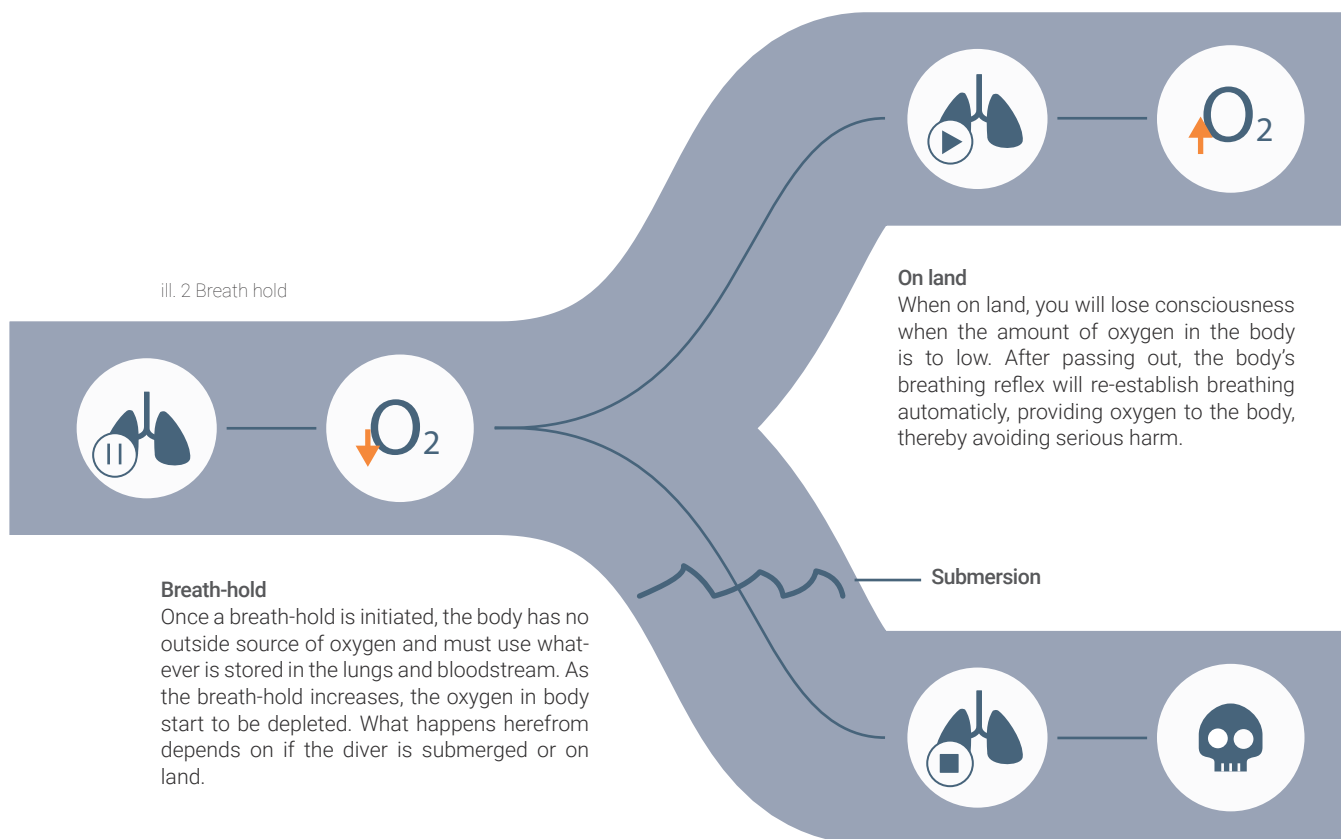 O2
ill. 2 Breath hold
On land
When on land, you will lose consciousness
when the amount of oxygen in the body
is to low. After passing out, the body's
breathing reflex will re-establish breathing
automaticly, providing oxygen to the body,
thereby avoiding serious harm.
O2
Submersion
Breath-hold
Once a breath-hold is initiated, the body has no
outside source of oxygen and must use what-
ever is stored in the lungs and bloodstream. As
the breath-hold increases, the oxygen in body
start to be depleted. What happens herefrom
depends on if the diver is submerged or on
land.